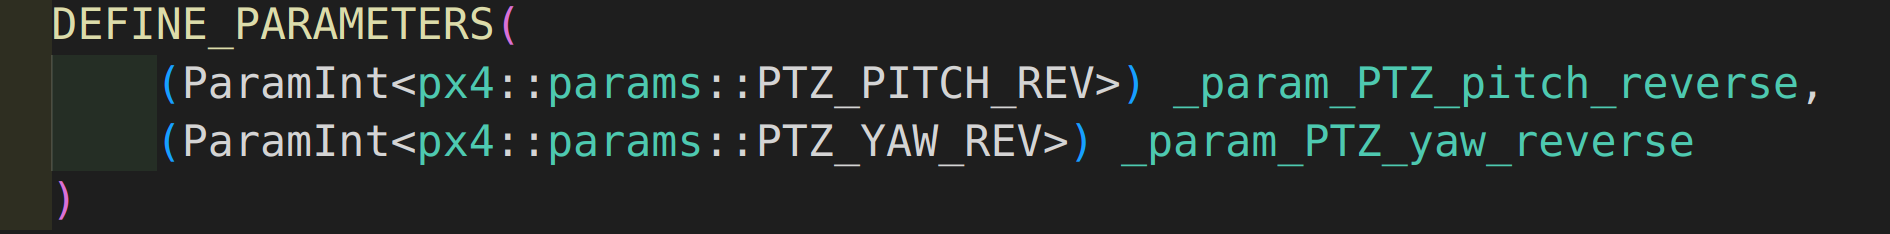 DEFINE_PARAMETERS(
(ParamInt<px4::params::PTZ_PITCH_REV>) _param_PTZ_pitch_reverse,
(ParamInt<px4::params::PTZ_YAW_REV>) _param_PTZ_yaw_reverse
)